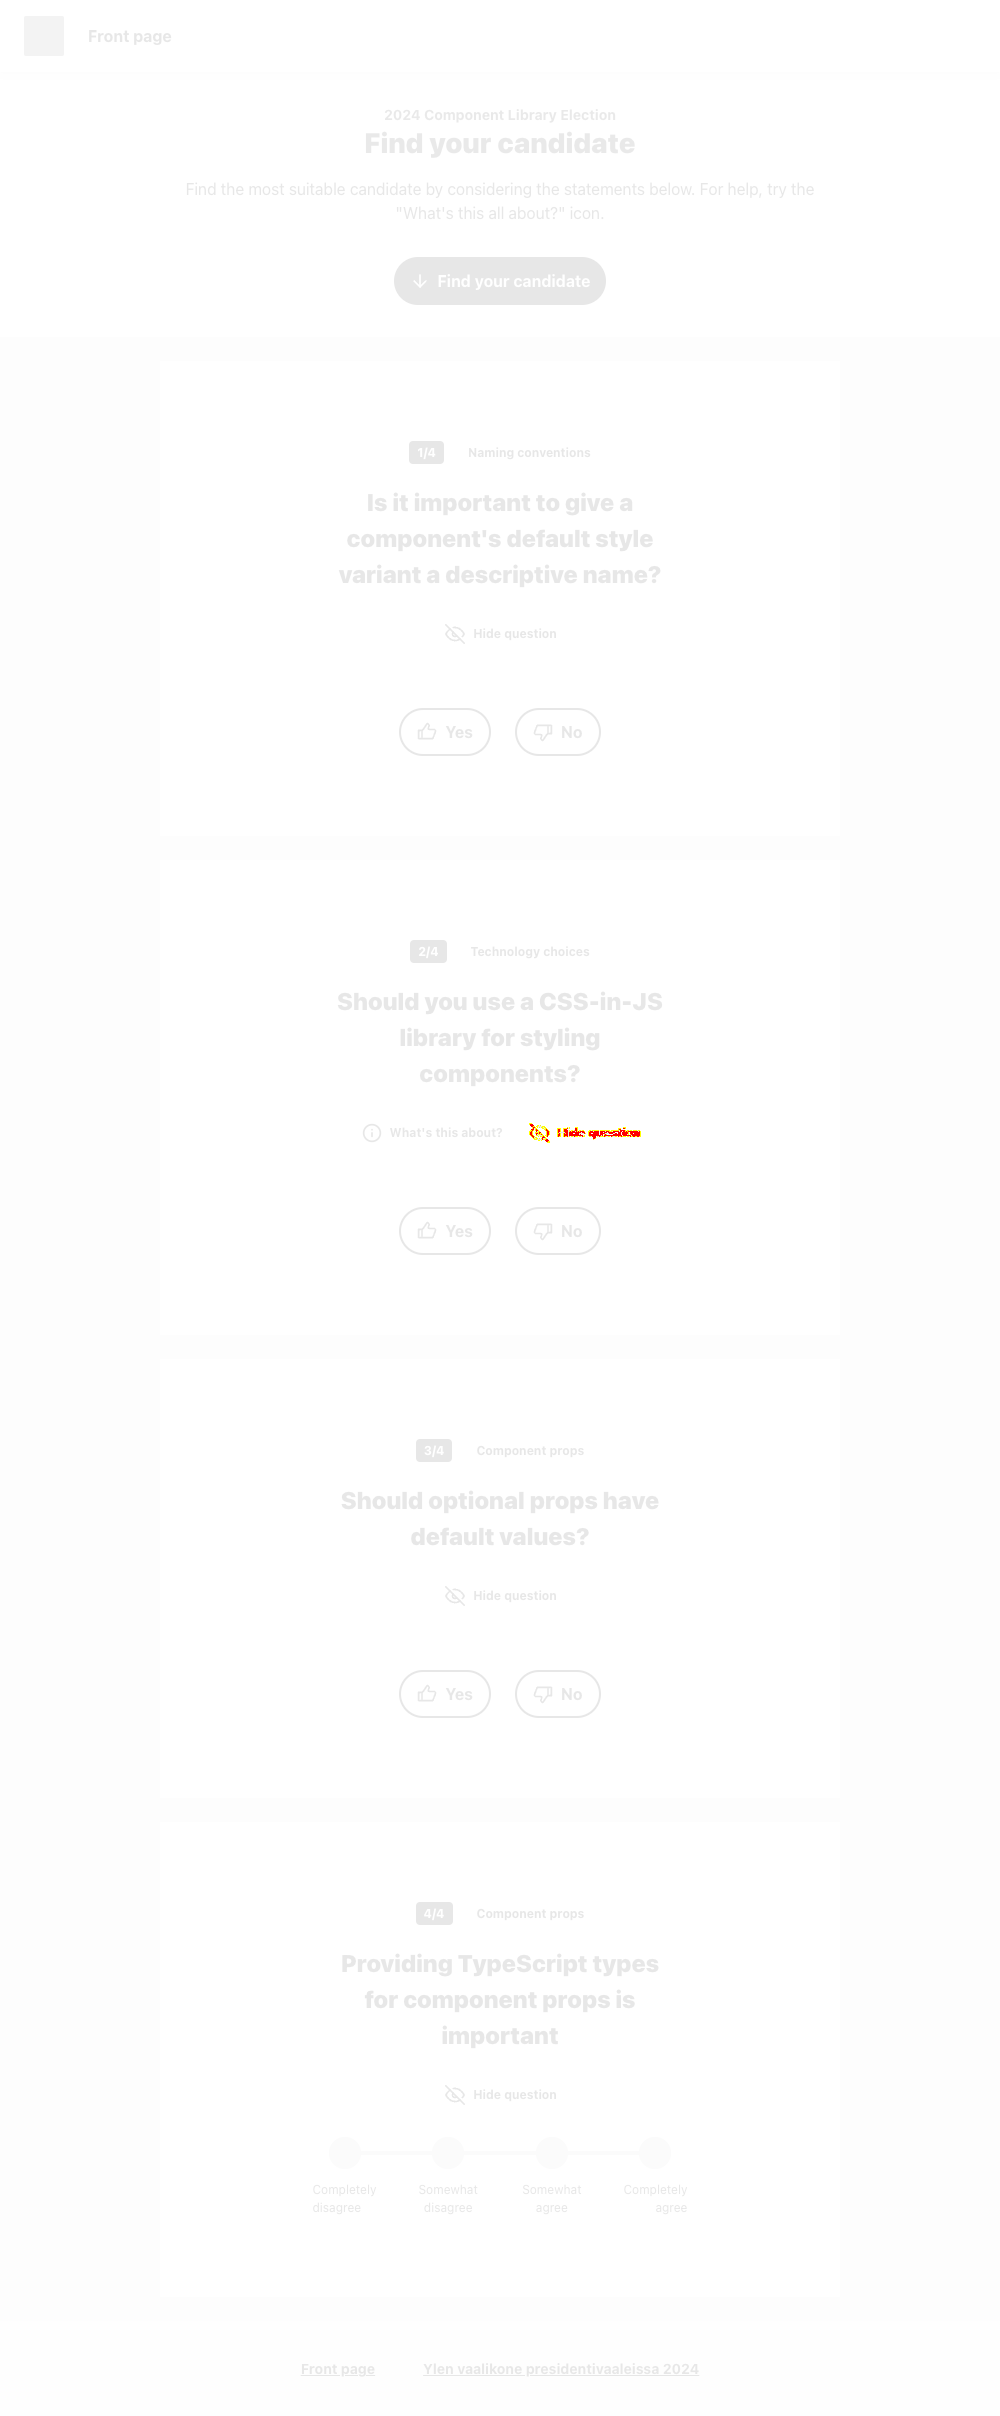 Front page
2024 Component Library Election
Find your candidate
Find the most suitable candidate by considering the statements below. For help, try the
"What's this all about?" icon.
Find your candidate
1/4 Naming conventions
Is it important to give a
component's default style
variant a descriptive name?
Hide question
Yes No
2/4 Technology choices
Should you use a CSS-in-JS
library for styling
components?
What's this about? Hide question
Yes No
3/4 Component props
Should optional props have
default values?
Hide question
Yes No
4/4 Component props
Providing TypeScript types
for component props is
important
Hide question
Completely Somewhat Somewhat Completely
disagree disagree agree agree
Front page Ylen vaalikone presidentivaaleissa 2024